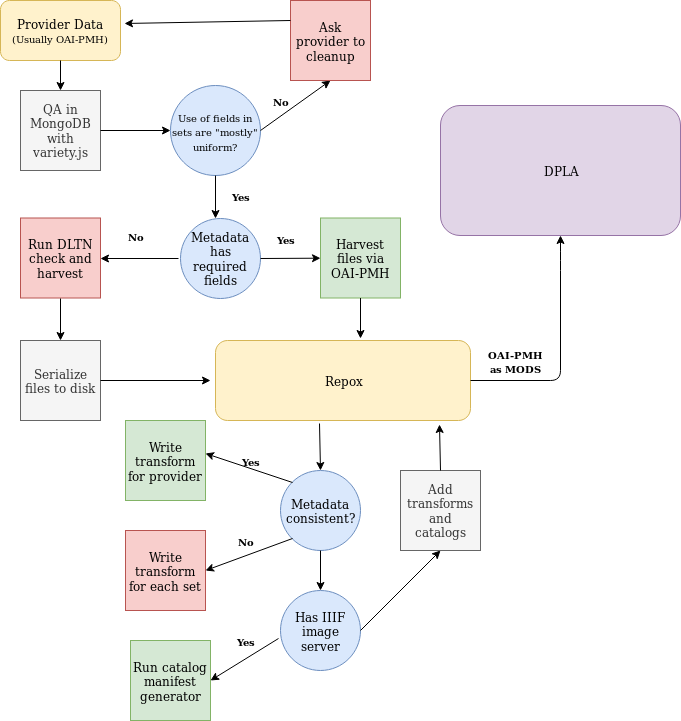 Provider Data
(Usually OAI-PMH)
Ask
provider to
cleanup
QA in
MongoDB
with
variety.js
Use of fields in
sets are "mostly"
uniform?
No
Yes
DPLA
Run DLTN
check and
harvest
No
Metadata
has
required
fields
Yes
Harvest
files via
OAI-PMH
Serialize
files to disk
Repox
OAI-PMH
as MODS
Write
transform
for provider
Yes
Metadata
consistent?
Add
transforms
and
catalogs
No
Write
transform
for each set
Has IIIF
image
server
Yes
Run catalog
manifest
generator